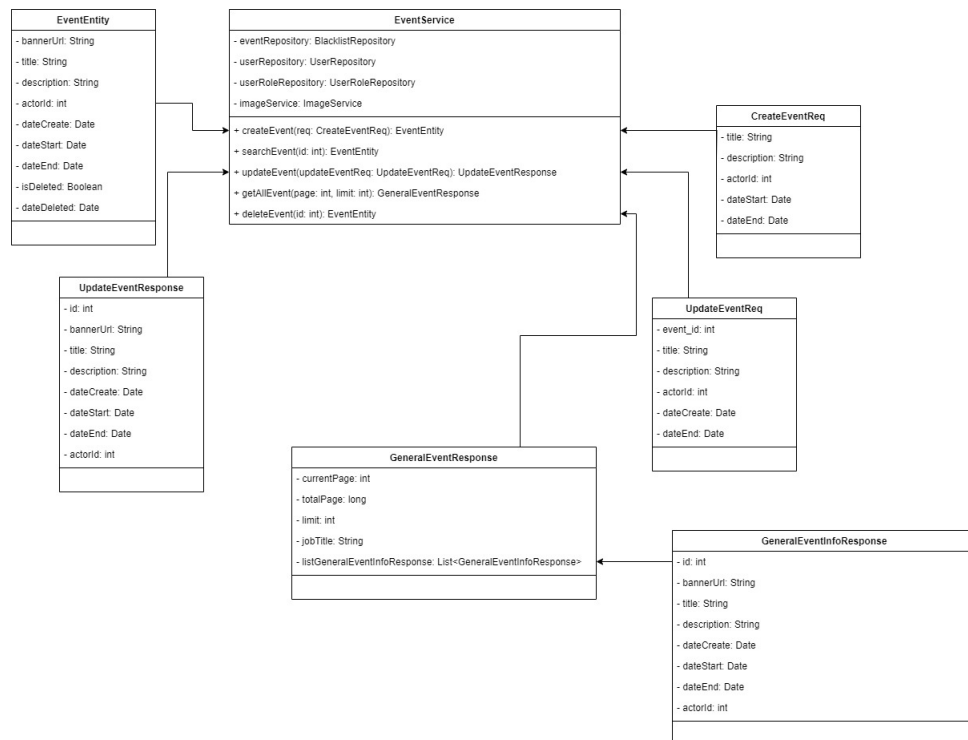 EventEntity
- bannerUrl: String
- title: String
- description: String
- actorId: int
- dateCreate: Date
- dateStart: Date
- dateEnd: Date
- isDeleted: Boolean
- dateDeleted: Date
EventService
- eventRepository: BlacklistRepository
- userRepository: UserRepository
- userRoleRepository: UserRoleRepository
- imageService: ImageService
+ createEvent(req: CreateEventReq): EventEntity
+ searchEvent(id: int): EventEntity
+ updateEvent(updateEventReq: UpdateEventReq): UpdateEventResponse
+ getAllEvent(page: int, limit: int): GeneralEventResponse
+ deleteEvent(id: int): EventEntity
CreateEventReq
- title: String
- description: String
- actorId: int
- dateStart: Date
- dateEnd: Date
UpdateEventResponse
- id: int
- bannerUrl: String
- title: String
- description: String
- dateCreate: Date
- dateStart: Date
- dateEnd: Date
- actorId: int
UpdateEventReq
- event_id: int
- title: String
- description: String
- actorId: int
- dateCreate: Date
- dateEnd: Date
GeneralEventResponse
- currentPage: int
- totalPage: long
- limit: int
- jobTitle: String
- listGeneralEventInfoResponse: List<GeneralEventInfoResponse>
GeneralEventInfoResponse
- id: int
- bannerUrl: String
- title: String
- description: String
- dateCreate: Date
- dateStart: Date
- dateEnd: Date
- actorId: int